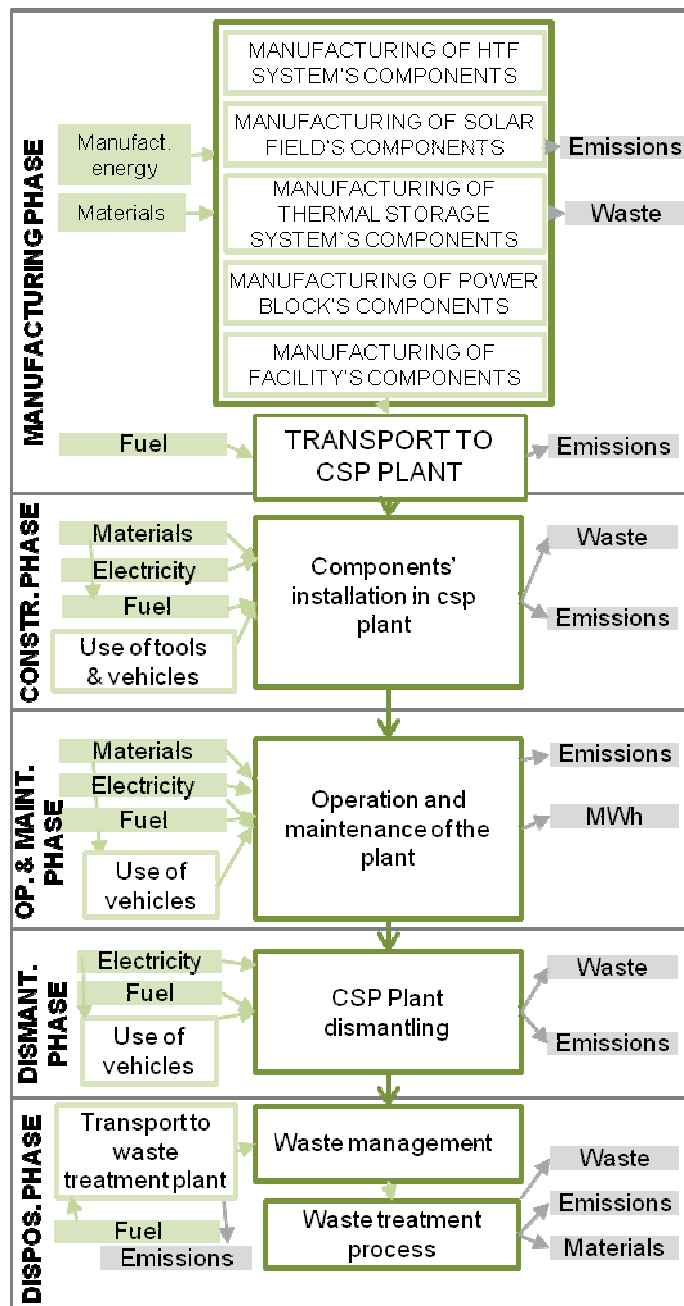 MANUFACTURING PHASE
MANUFACTURING OF HTF
SYSTEM'S COMPONENTS
MANUFACTURING OF SOLAR
FIELD'S COMPONENTS
MANUFACTURING OF
THERMAL STORAGE
SYSTEM`S COMPONENTS
MANUFACTURING OF POWER
BLOCK'S COMPONENTS
MANUFACTURING OF
FACILITY'S COMPONENTS
Manufact.
energy
Materials
Emissions
Waste
Fuel
TRANSPORT TO
CSP PLANT
Emissions
CONSTR. PHASE
Materials
Electricity
Fuel
Use of tools
& vehicles
Components'
installation in csp
plant
Waste
Emissions
OP. & MAINT.
PHASE
Materials
Electricity
Fuel
Use of
vehicles
Operation and
maintenance of the
plant
Emissions
MWh
DISMANT.
PHASE
Electricity
Fuel
Use of
vehicles
CSP Plant
dismantling
Waste
Emissions
DISPOS. PHASE
Transport to
waste
treatment plant
Fuel
Emissions
Waste management
Waste treatment
process
Waste
Emissions
Materials